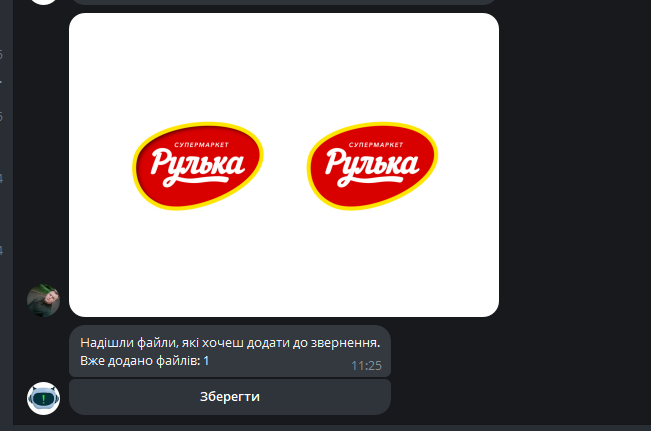 СУПЕРМАРКЕТ
Рулька
СУПЕРМАРКЕТ
Рулька
Надішли файли, які хочеш додати до звернення.
Вже додано файлів: 1
11:25
Зберегти